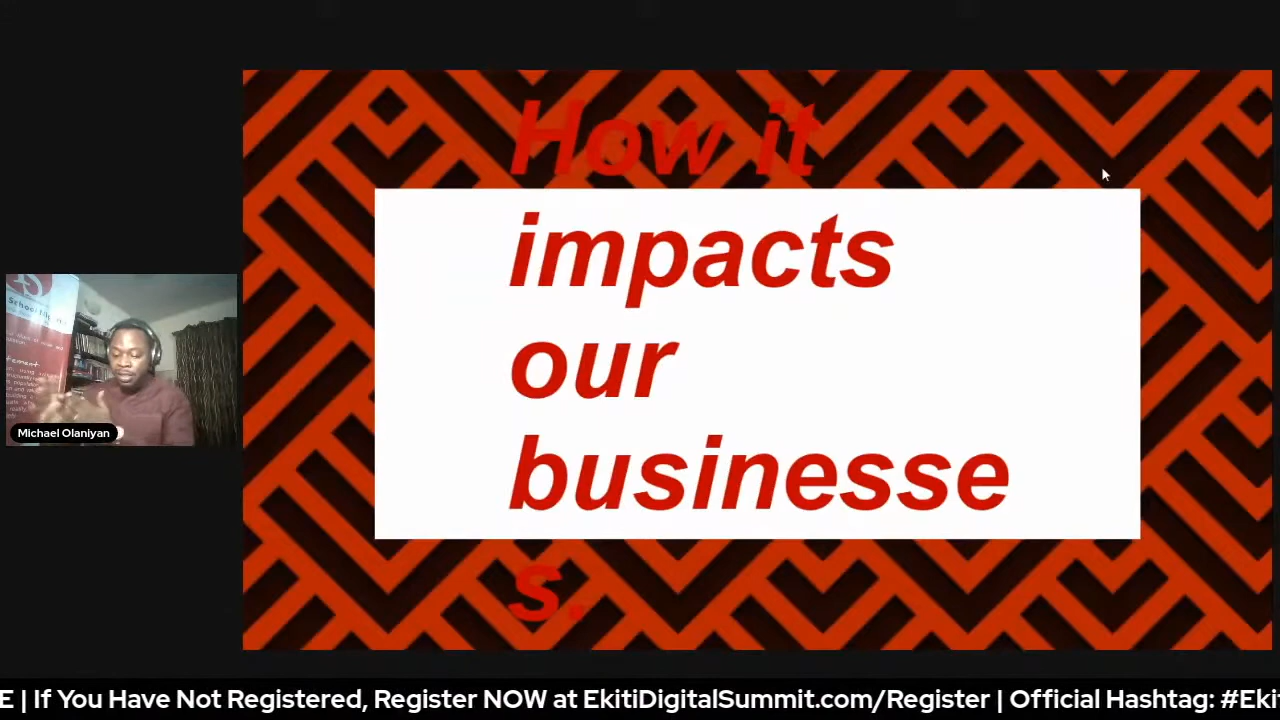 How it
impacts
our
businesse
s.
Michael Olaniyan
E | If You Have Not Registered, Register NOW at EkitiDigitalSummit.com/Register | Official Hashtag: #Eki